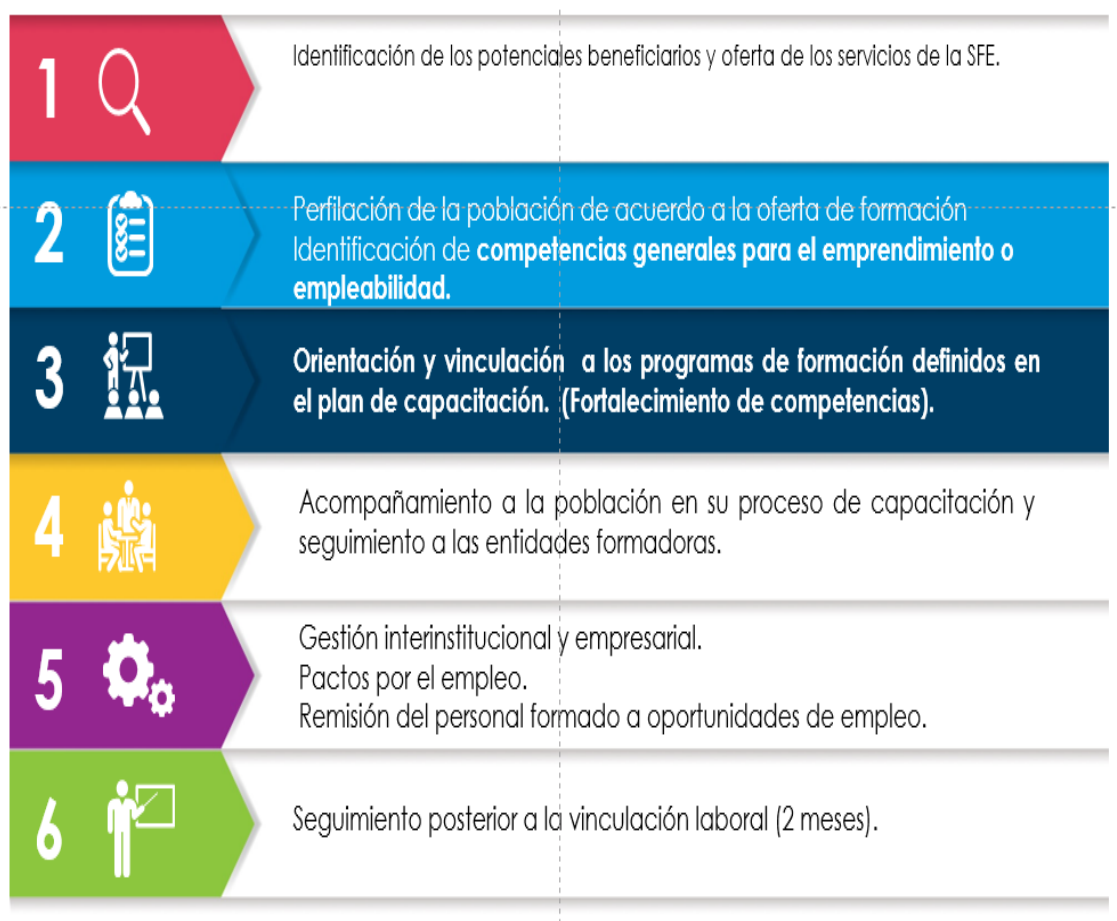 1
Identificación de los potenciales beneficiarios y oferta de los servicios de la SFE.
2
Perfilación de la población de acuerdo a la oferta de formación
Identificación de competencias generales para el emprendimiento o
empleabilidad.
3
Orientación y vinculación a los programas de formación definidos en
el plan de capacitación. (Fortalecimiento de competencias).
4
Acompañamiento a la población en su proceso de capacitación y
seguimiento a las entidades formadoras.
5
Gestión interinstitucional y empresarial.
Pactos por el empleo.
Remisión del personal formado a oportunidades de empleo.
6
Seguimiento posterior a la vinculación laboral (2 meses).